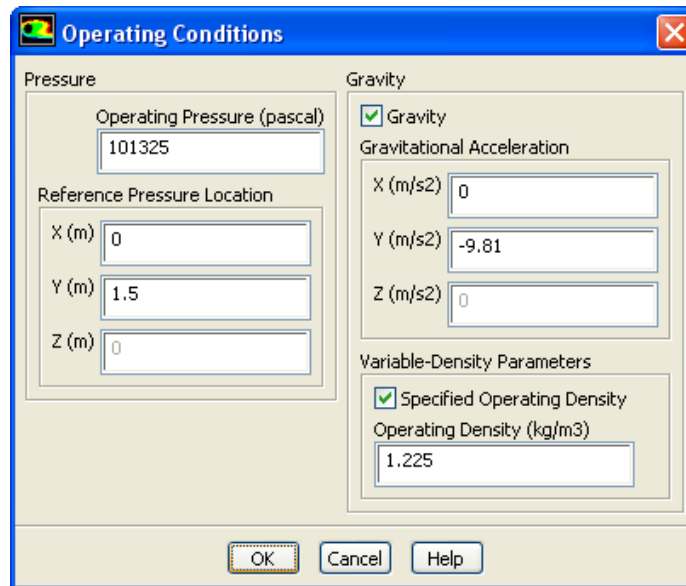 Operating Conditions
Pressure
Operating Pressure (pascal)
101325
Reference Pressure Location
X (m) 0
Y (m) 1.5
Z (m) 0
Gravity
Gravity
Gravitational Acceleration
X (m/s2) 0
Y (m/s2) -9.81
Z (m/s2) 0
Variable-Density Parameters
Specified Operating Density
Operating Density (kg/m3)
1.225
OK Cancel Help